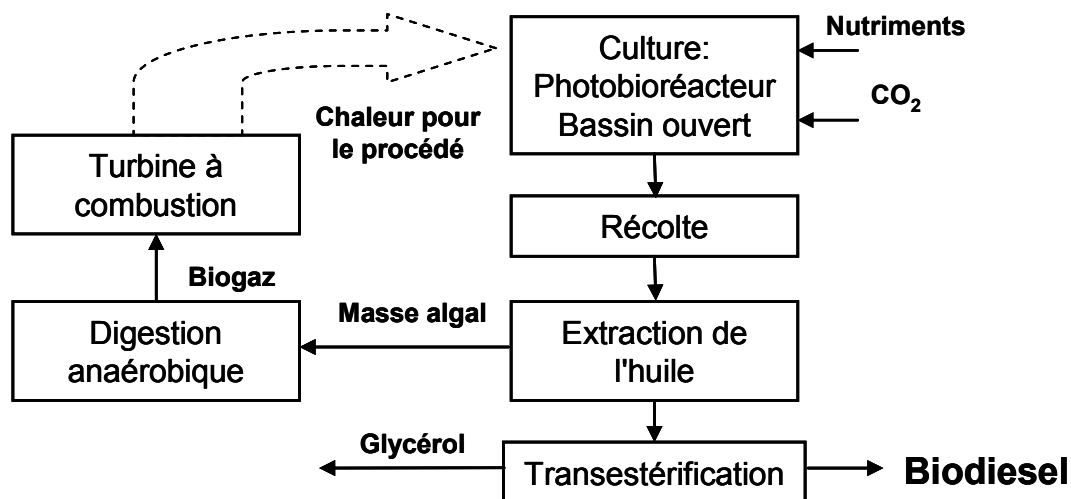 Culture:
Photobioréacteur
Bassin ouvert
Nutriments
CO₂
Chaleur pour
le procédé
Turbine à
combustion
Récolte
Biogaz
Masse algal
Digestion
anaérobique
Extraction de
l'huile
Glycérol
Transestérification
Biodiesel